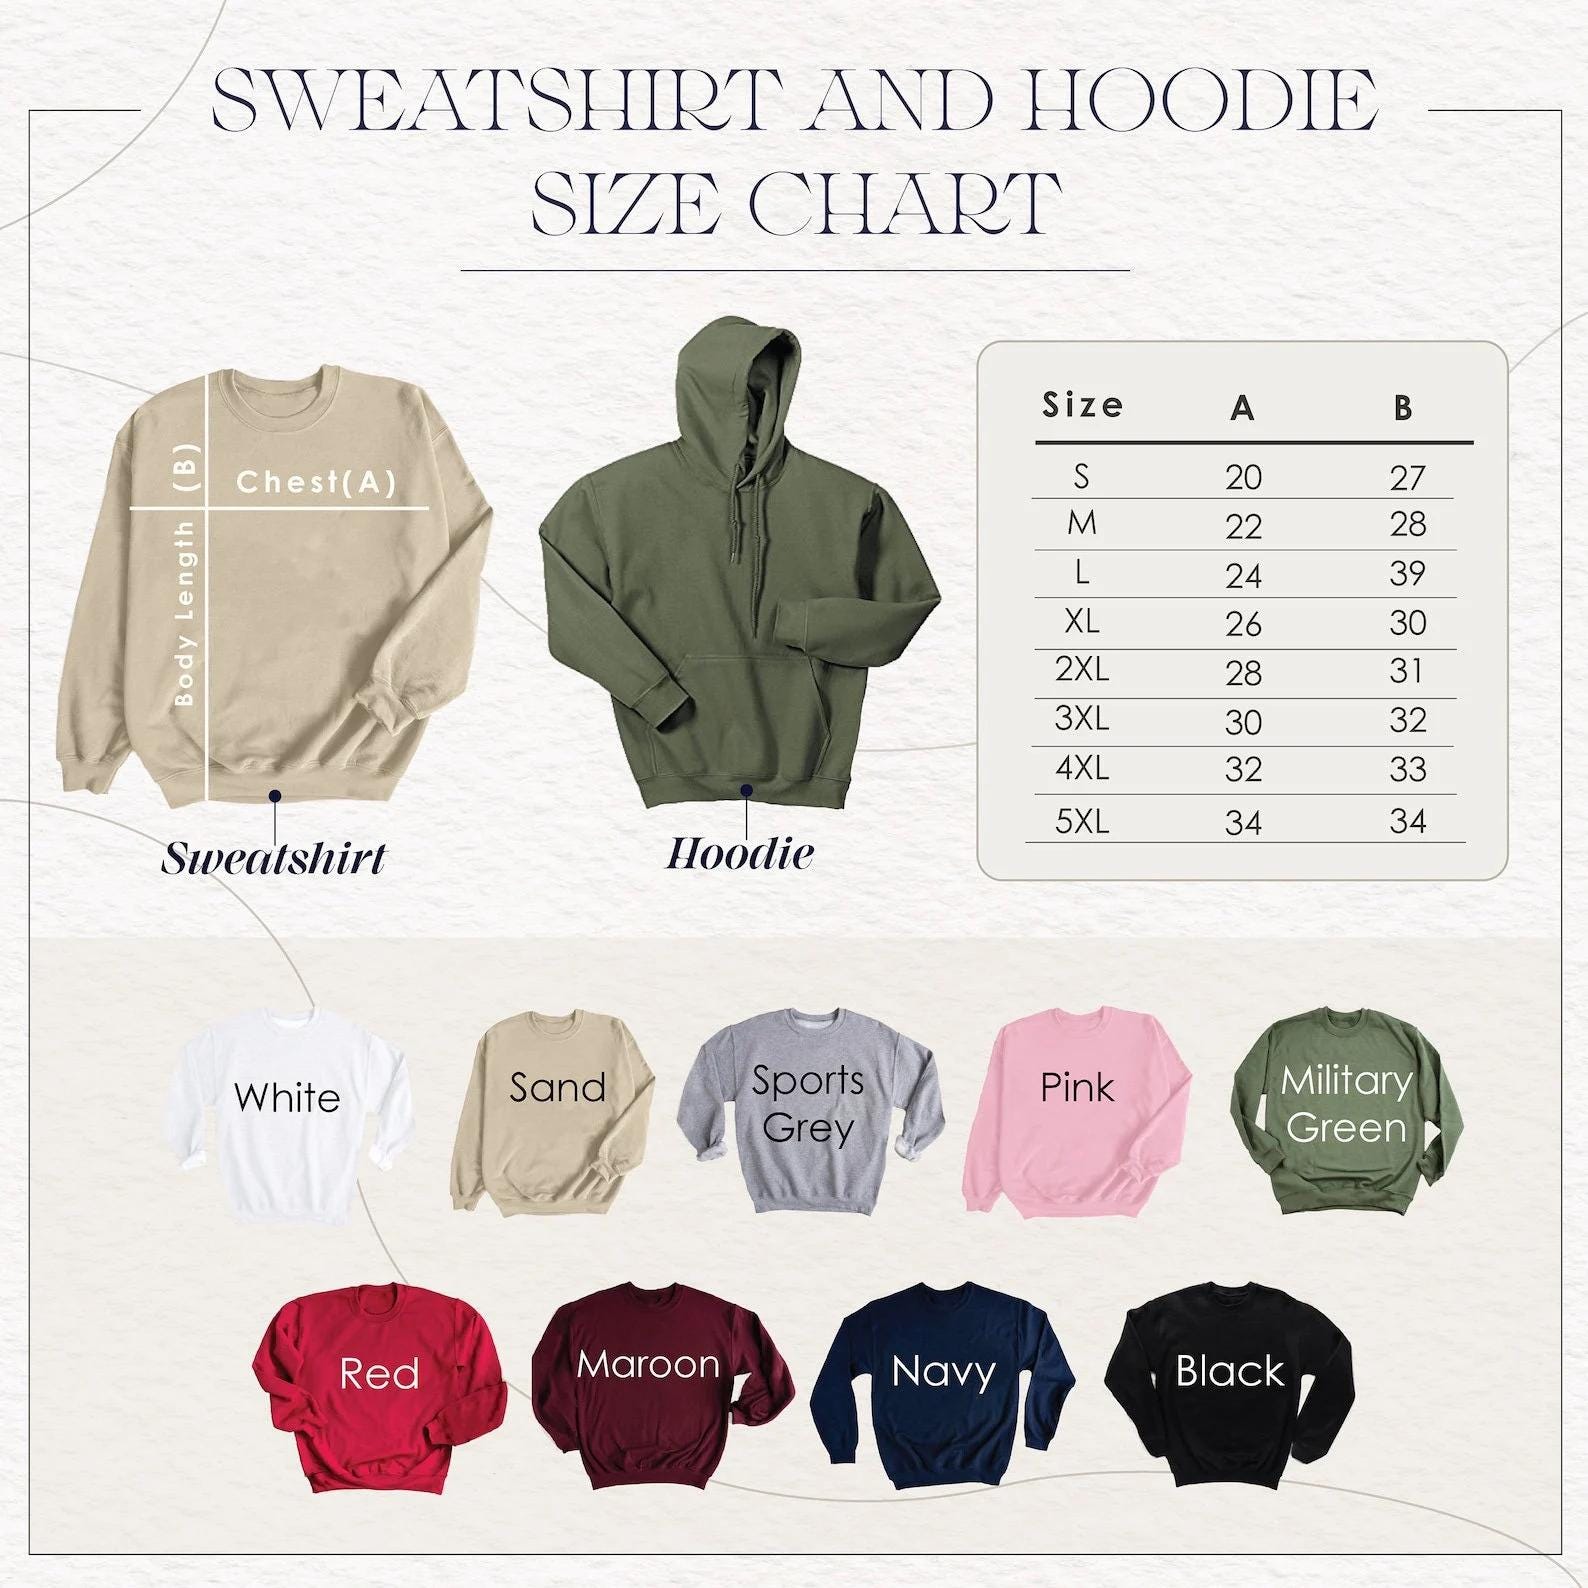 SWEATSHIRT AND HOODIE
SIZE CHART
Chest(A)
Body Length (B)
Sweatshirt
Hoodie
Size A B
S 20 27
M 22 28
L 24 39
XL 26 30
2XL 28 31
3XL 30 32
4XL 32 33
5XL 34 34
White
Sand
Sports
Grey
Pink
Military
Green
Red
Maroon
Navy
Black